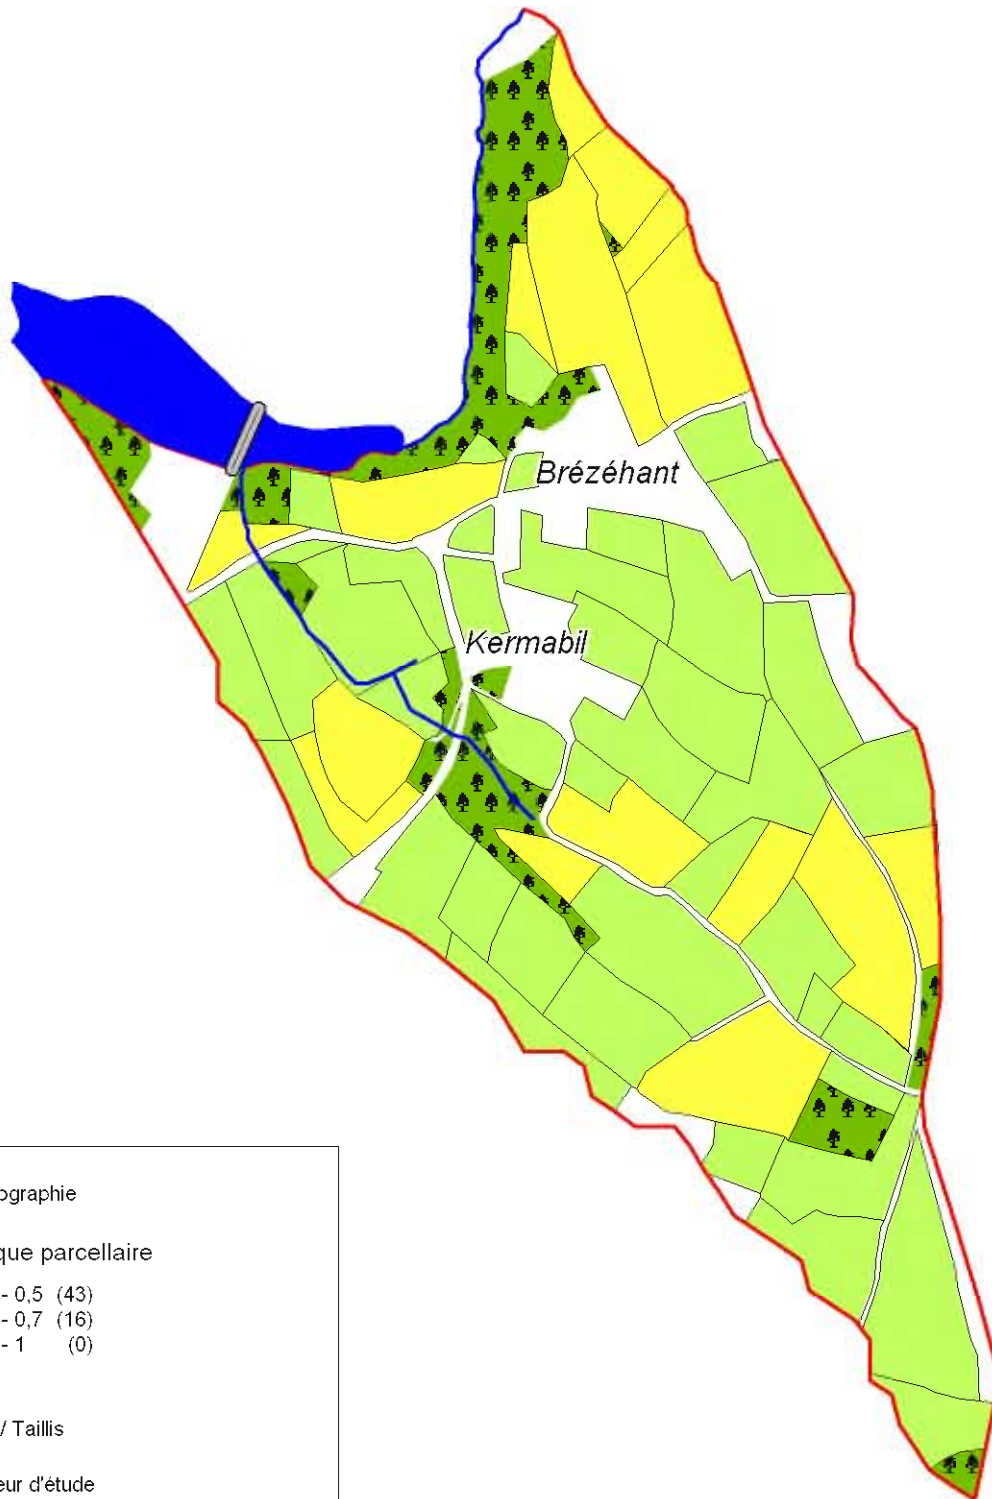 Brézéhant
Kermabil
ographie
que parcellaire
- 0,5 (43)
- 0,7 (16)
- 1 (0)
/ Taillis
eur d'étude